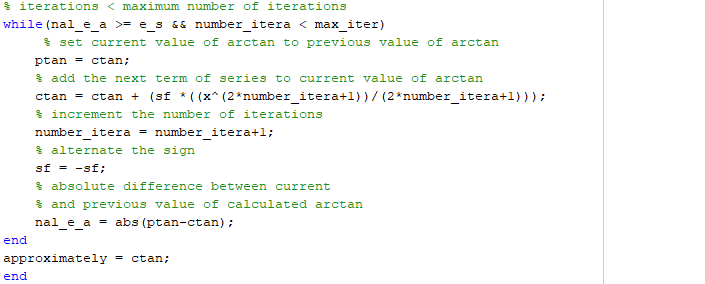 % iterations < maximum number of iterations
while(nal_e_a >= e_s && number_itera < max_iter)
% set current value of arctan to previous value of arctan
ptan = ctan;
% add the next term of series to current value of arctan
ctan = ctan + (sf *((x^(2*number_itera+1))/(2*number_itera+1)));
% increment the number of iterations
number_itera = number_itera+1;
% alternate the sign
sf = -sf;
% absolute difference between current
% and previous value of calculated arctan
nal_e_a = abs(ptan-ctan);
end
approximately = ctan;
end